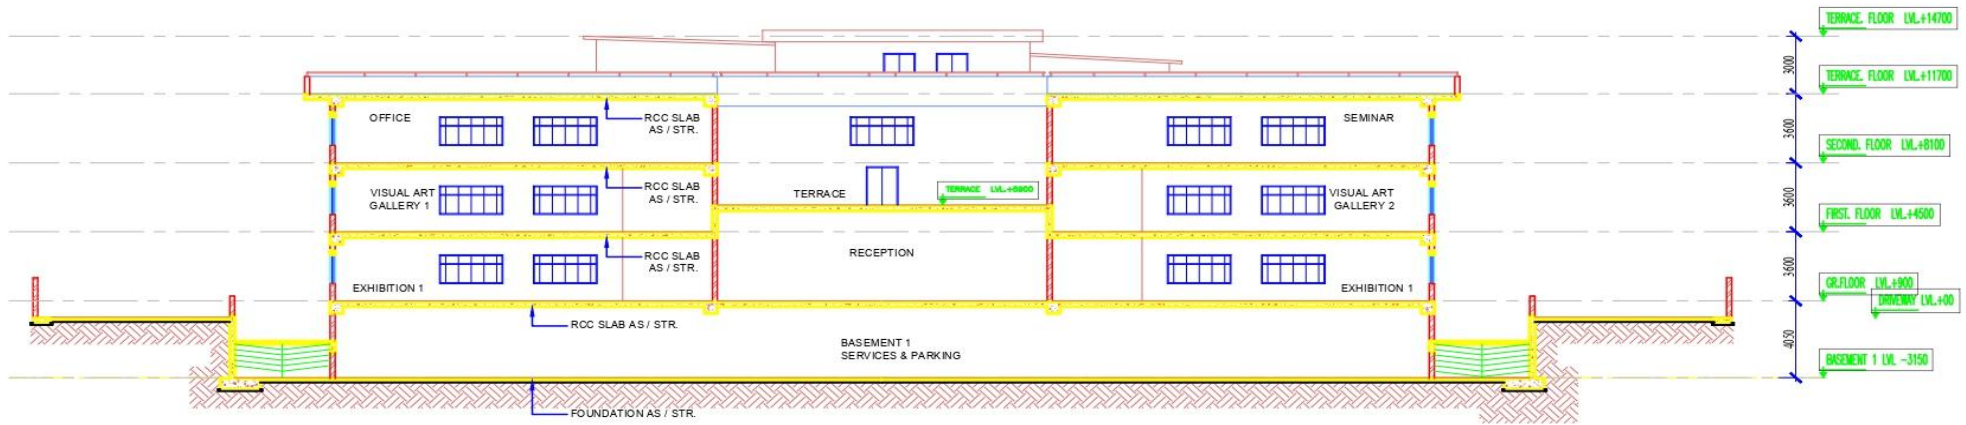 TERRACE. FLOOR LVL.+14700
3000
TERRACE. FLOOR LVL.+11700
OFFICE
RCC SLAB
AS / STR.
SEMINAR
3600
SECOND. FLOOR LVL.+8100
VISUAL ART
GALLERY 1
RCC SLAB
AS / STR.
TERRACE
TERRACE LVL.+5900
VISUAL ART
GALLERY 2
3600
FIRST. FLOOR LVL.+4500
RECEPTION
RCC SLAB
AS / STR.
EXHIBITION 1
EXHIBITION 1
3600
GR.FLOOR LVL.+900
DRIVEWAY LVL.+00
RCC SLAB AS / STR.
BASEMENT 1
SERVICES & PARKING
4050
BASEMENT 1 LVL -3150
FOUNDATION AS / STR.